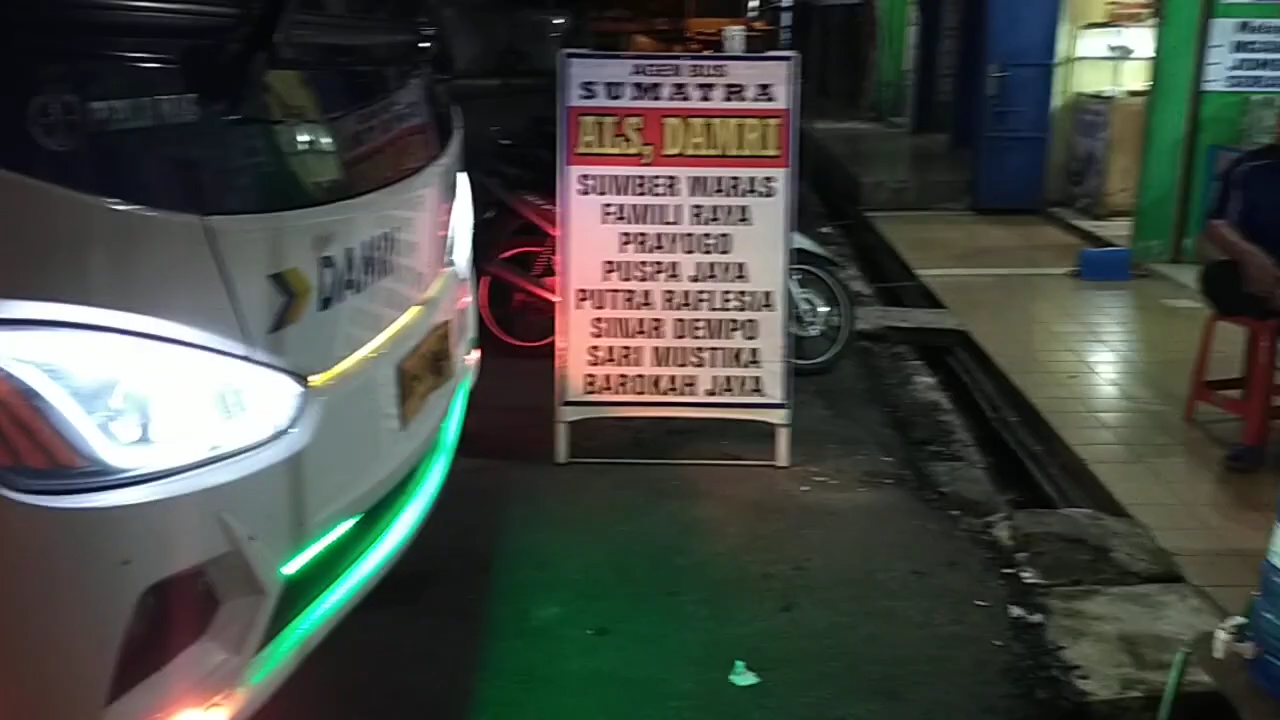 AGEN BUS
SUMATRA
ALS, DAMRI
SUMBER WARAS
FAMILI RAYA
PRAYOGO
PUSPA JAYA
PUTRA RAFLESIA
SINAR DEMPO
SARI MUSTIKA
BAROKAH JAYA
DAMRI